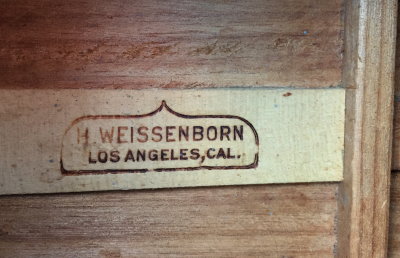 H WEISSENBORN
LOS ANGELES, CAL.